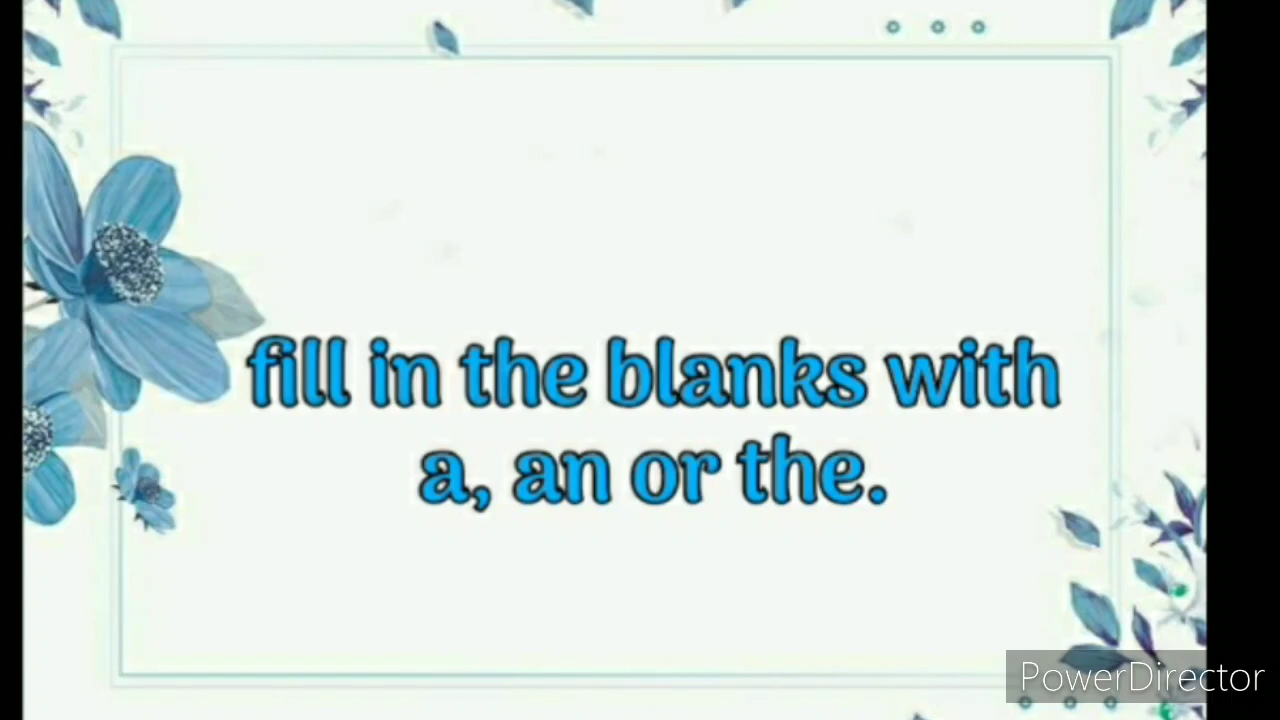 fill in the blanks with
a, an or the.
PowerDirector